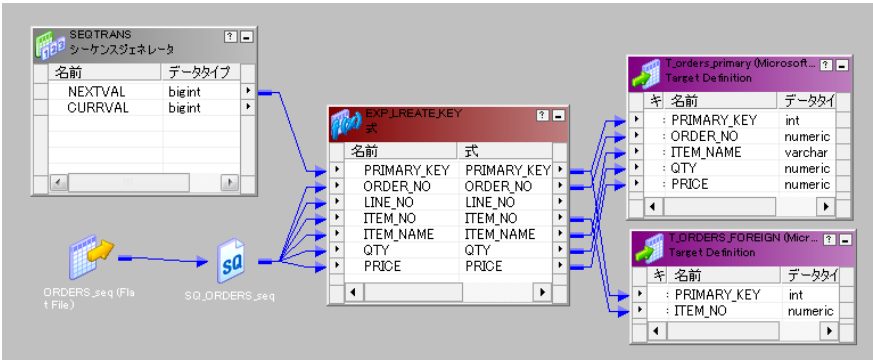 SEQTRANS
シーケンスジェネレータ
名前 データタイプ
NEXTVAL bigint
CURRVAL bigint
EXP_LREATE_KEY
式
名前 式
PRIMARY_KEY PRIMARY_KEY
ORDER_NO ORDER_NO
LINE_NO LINE_NO
ITEM_NO ITEM_NO
ITEM_NAME ITEM_NAME
QTY QTY
PRICE PRICE
SQ
ORDERS_seq (Fla
t File)
SQ_ORDERS_seq
T_orders_primary (Microsoft...
Target Definition
キ 名前 データタイ
PRIMARY_KEY int
ORDER_NO numeric
ITEM_NAME varchar
QTY numeric
PRICE numeric
T_ORDERS_FOREIGN (Micr...
Target Definition
キ 名前 データタイ
PRIMARY_KEY int
ITEM_NO numeric